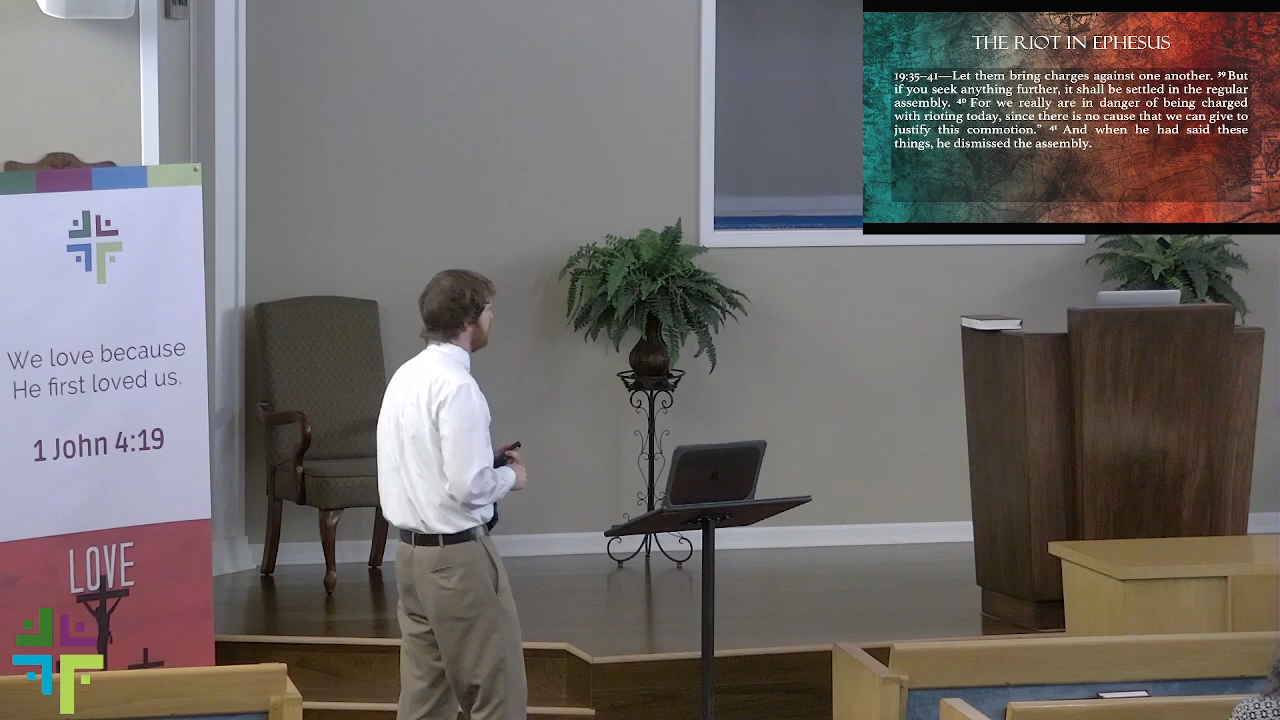 THE RIOT IN EPHESUS
19:35–41—Let them bring charges against one another. ³⁹ But
if you seek anything further, it shall be settled in the regular
assembly. ⁴⁰ For we really are in danger of being charged
with rioting today, since there is no cause that we can give to
justify this commotion.” ⁴¹ And when he had said these
things, he dismissed the assembly.
We love because
He first loved us.
1 John 4:19
LOVE